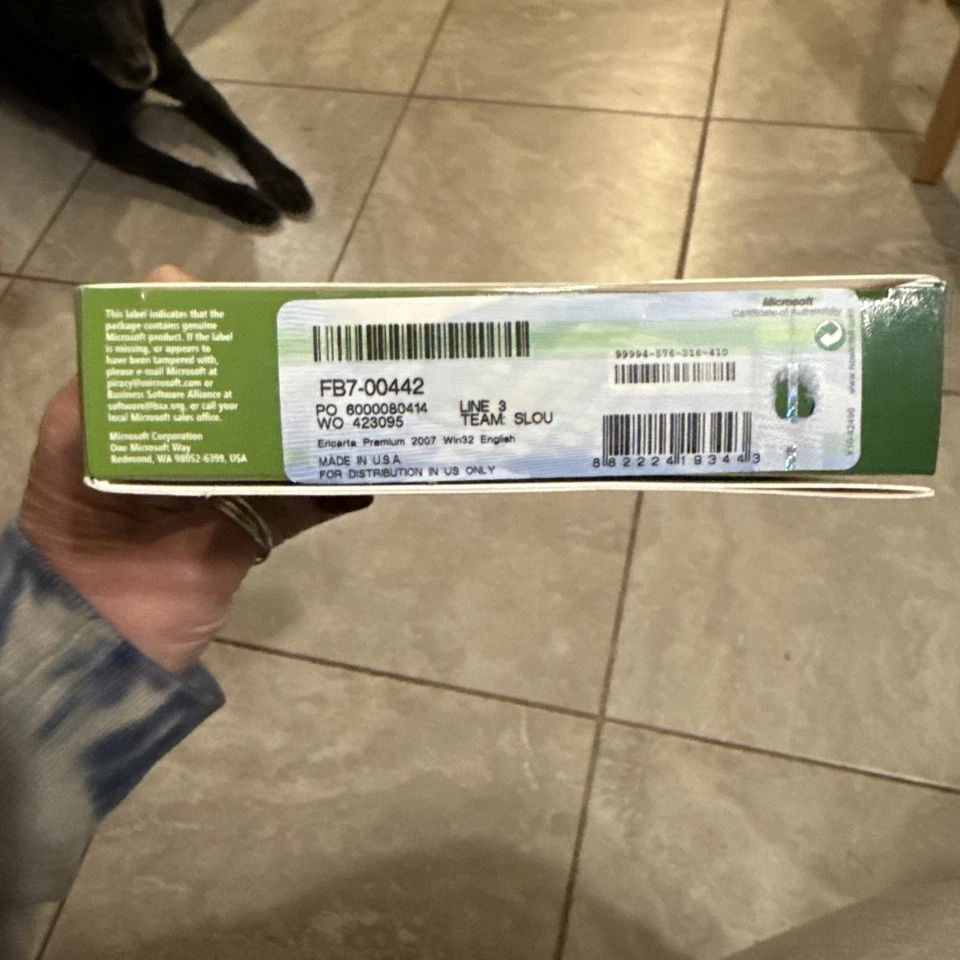 This label indicates that the
package contains genuine
Microsoft product. If the label
is missing, or appears to
have been tampered with,
please e-mail Microsoft at
piracy@microsoft.com or
Business Software Alliance at
software@bsa.org, or call your
local Microsoft sales office.
Microsoft Corporation
One Microsoft Way
Redmond, WA 98052-6399, USA
FB7-00442
PO 6000080414 LINE 3
WO 423095 TEAM: SLOU
Encarta Premium 2007 Win32 English
MADE IN U.S.A.
FOR DISTRIBUTION IN US ONLY
Microsoft
Certificate of Authenticity
99994-576-316-410
8 82224 19344 3